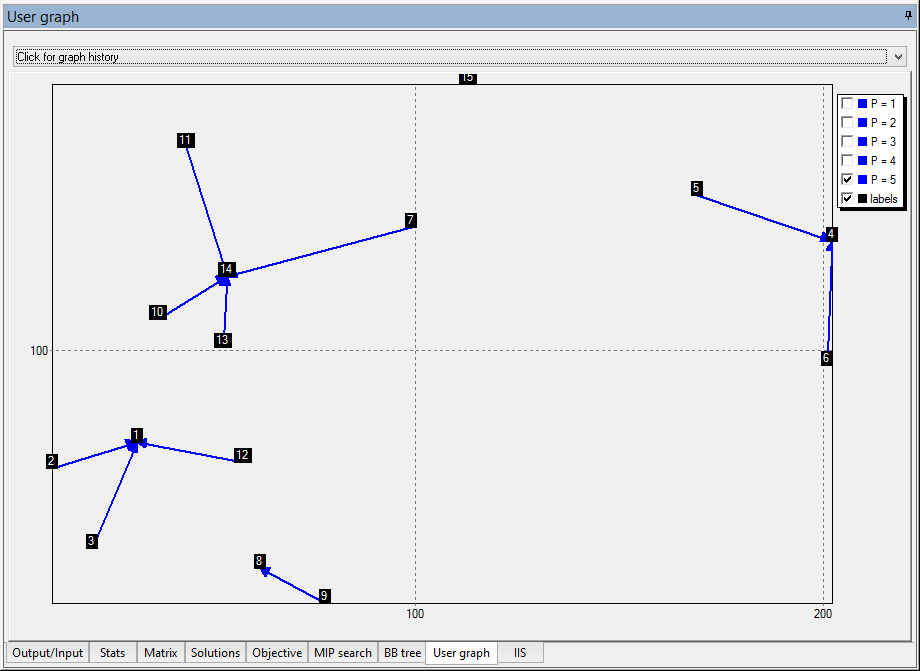 User graph
Click for graph history
15
11
P = 1
P = 2
P = 3
P = 4
P = 5
labels
5
7
4
14
10
13
100
6
1
12
2
3
8
9
100
200
Output/Input Stats Matrix Solutions Objective MIP search BB tree User graph IIS